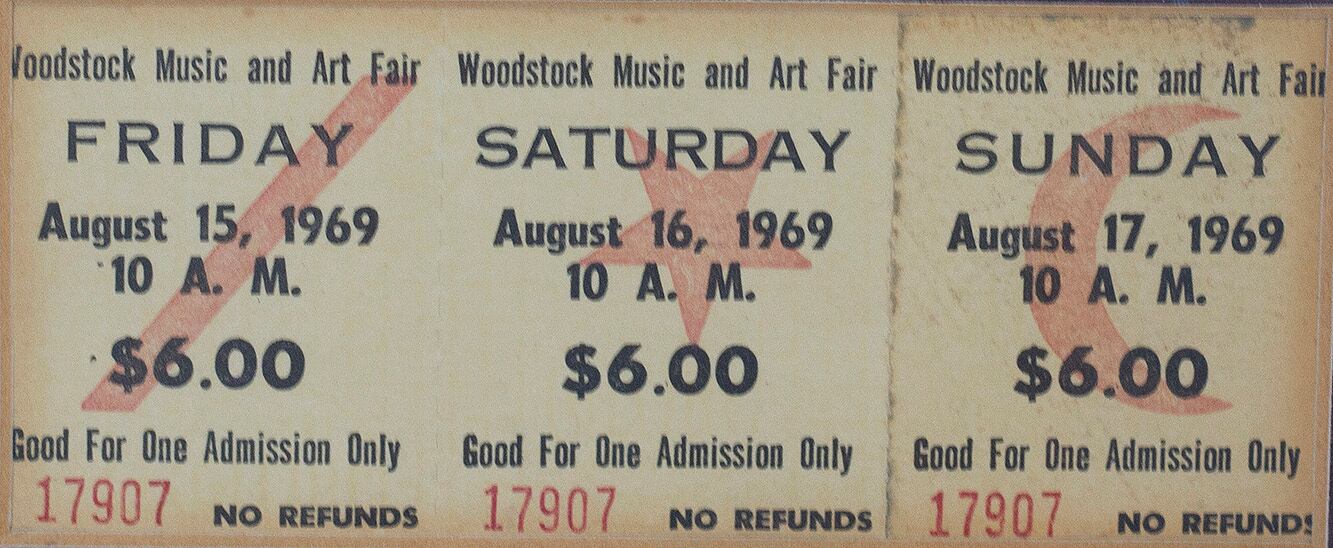 Woodstock Music and Art Fair
FRIDAY
August 15, 1969
10 A. M.
$6.00
Good For One Admission Only
17907 NO REFUNDS
Woodstock Music and Art Fair
SATURDAY
August 16, 1969
10 A. M.
$6.00
Good For One Admission Only
17907 NO REFUNDS
Woodstock Music and Art Fair
SUNDAY
August 17, 1969
10 A. M.
$6.00
Good For One Admission Only
17907 NO REFUNDS